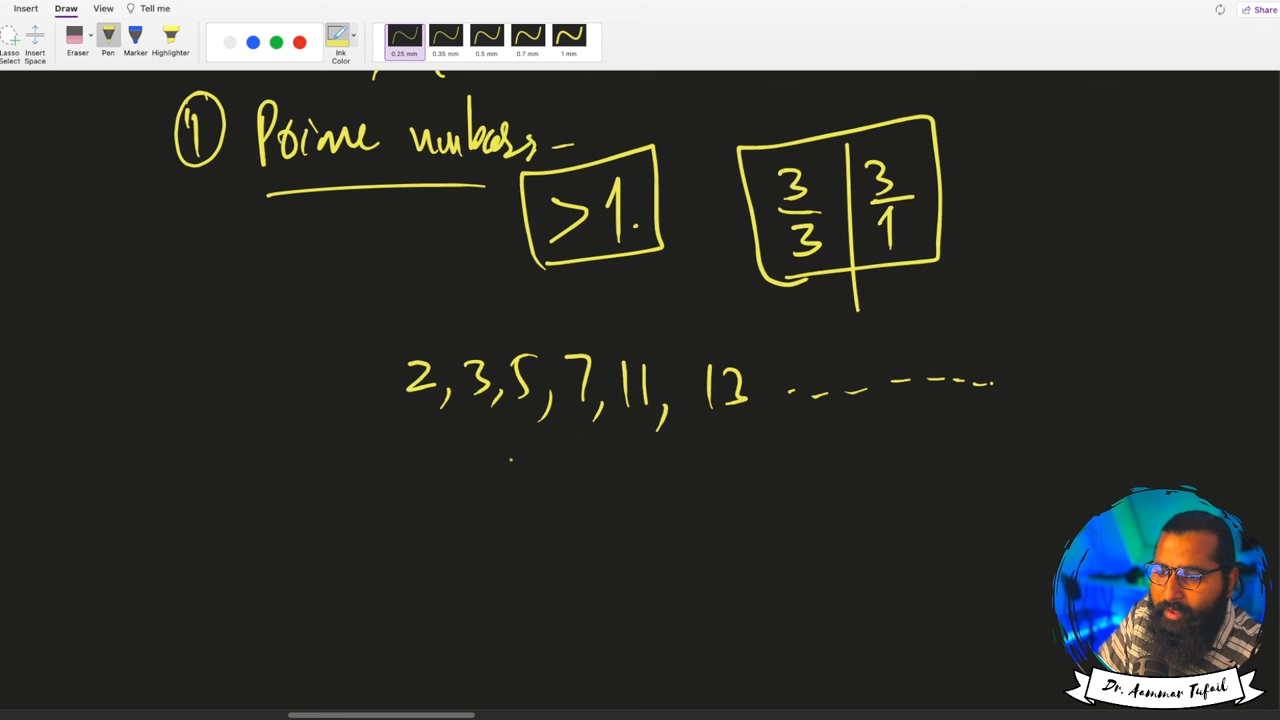 Insert Draw View Tell me Share
Lasso Select Insert Space Eraser Pen Marker Highlighter Ink Color 0.25 mm 0.35 mm 0.5 mm 0.7 mm 1 mm
1 Prime numbers -
> 1.
3/3 | 3/1
2, 3, 5, 7, 11, 13 ---------
Dr. Aammar Tufail